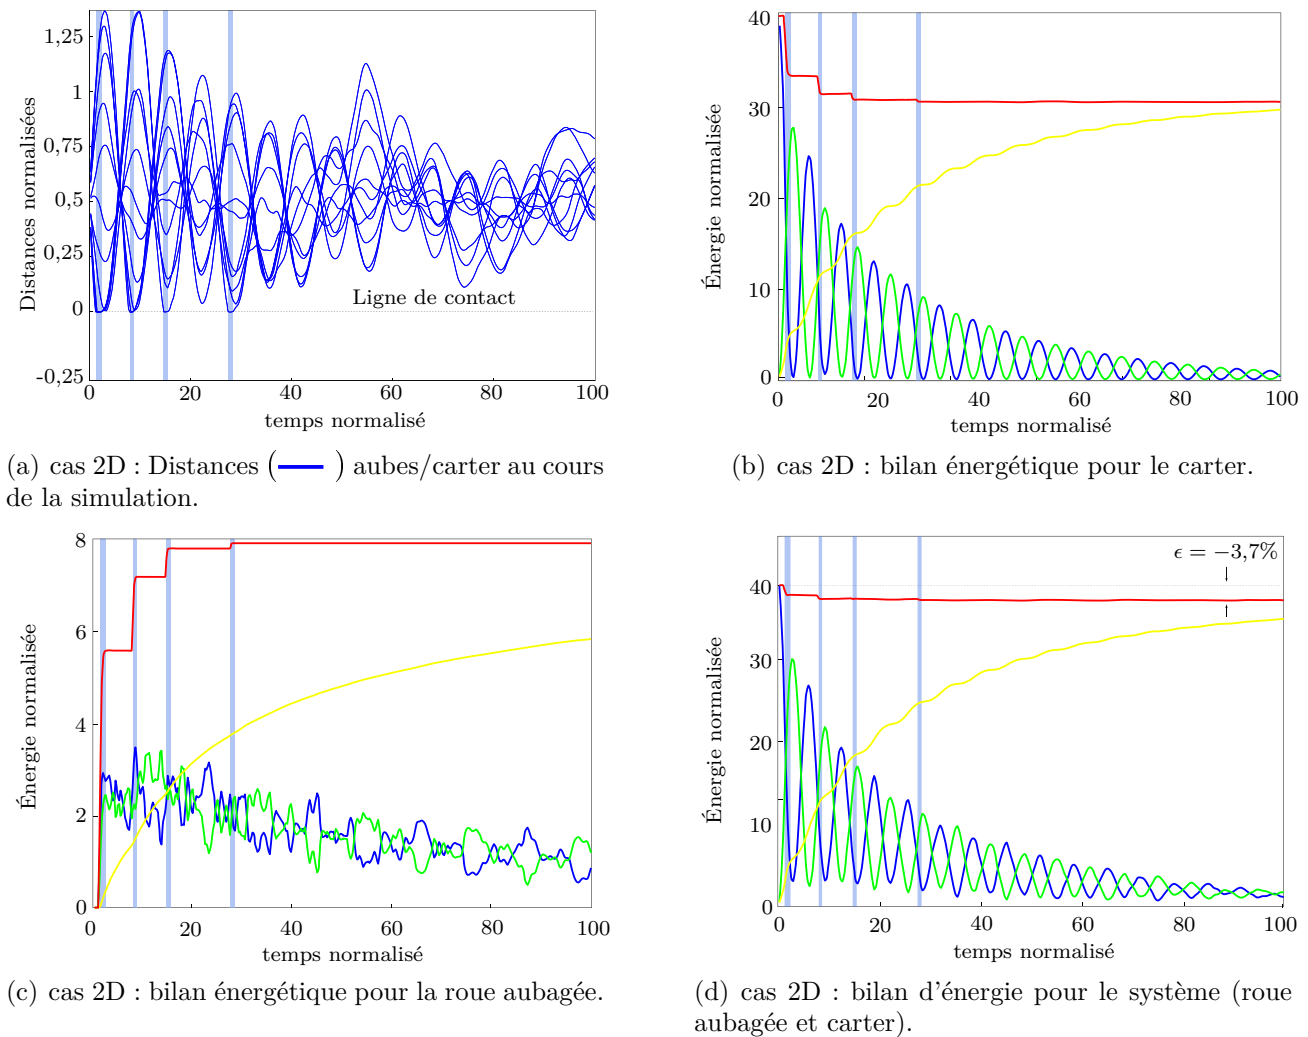 1,25
1
0,75
0,5
0,25
0
-0,25
Distances normalisées
Ligne de contact
0 20 40 60 80 100
temps normalisé
(a) cas 2D : Distances ( ) aubes/carter au cours
de la simulation.
40
30
20
10
0
Énergie normalisée
0 20 40 60 80 100
temps normalisé
(b) cas 2D : bilan énergétique pour le carter.
8
6
4
2
0
Énergie normalisée
0 20 40 60 80 100
temps normalisé
(c) cas 2D : bilan énergétique pour la roue aubagée.
40
30
20
10
0
Énergie normalisée
ϵ = −3,7%
0 20 40 60 80 100
temps normalisé
(d) cas 2D : bilan d'énergie pour le système (roue
aubagée et carter).